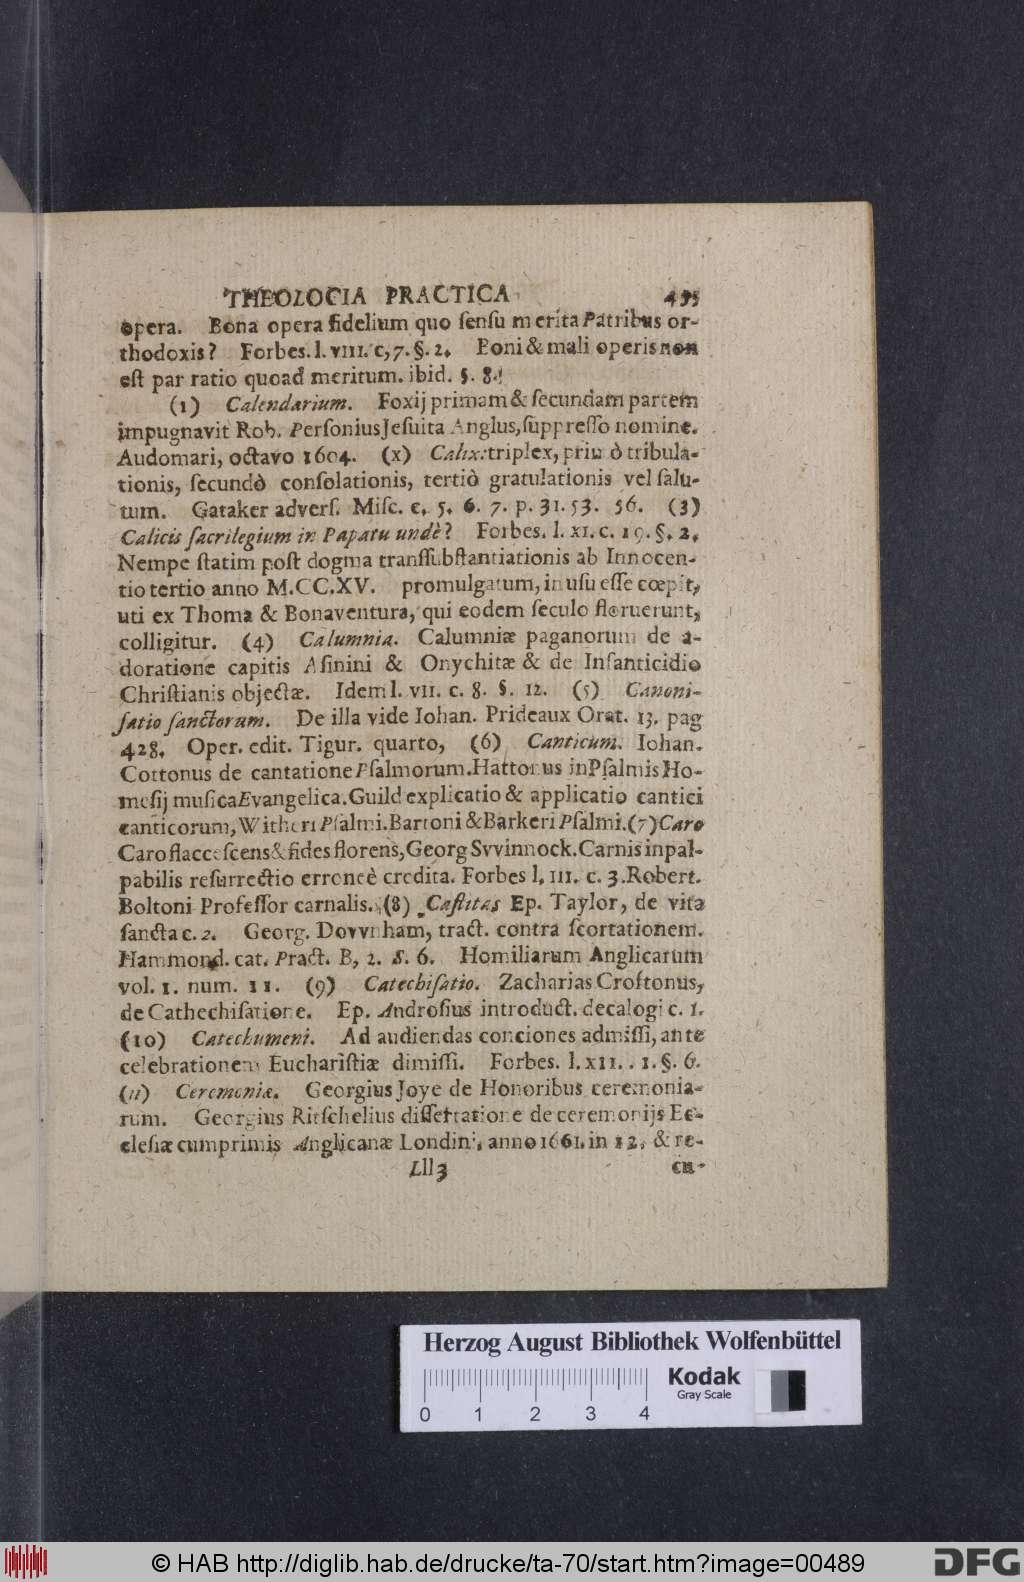 THEOLOGIA PRACTICA 455
opera. Bona opera fidelium quo ſenſu merita Patribus or-
thodoxis? Forbes. l. VIII. c, 7. §. 2. Boni & mali operis non
eſt par ratio quoad meritum. ibid. §. 8.
(1) Calendarium. Foxij primam & ſecundam partem
impugnavit Rob. Perſonius Jeſuita Anglus, ſuppreſſo nomine.
Audomari, octavo 1604. (x) Calix: triplex, primò tribula-
tionis, ſecundò conſolationis, tertiò gratulationis vel ſalu-
tum. Gataker adverſ. Miſc. c. 5. 6. 7. p. 31. 53. 56. (3)
Calicis ſacrilegium in Papatu undè? Forbes. l. XI. c. 19. §. 2.
Nempe ſtatim poſt dogma tranſſubſtantiationis ab Innocen-
tio tertio anno M.CC.XV. promulgatum, in uſu eſſe cœpit,
uti ex Thoma & Bonaventura, qui eodem ſeculo floruerunt,
colligitur. (4) Calumnia. Calumniæ paganorum de a-
doratione capitis Aſinini & Onychitæ & de Infanticidio
Chriſtianis objectæ. Idem l. VII. c. 8. §. 12. (5) Canoni-
ſatio ſanctorum. De illa vide Iohan. Prideaux Orat. 13. pag
428. Oper. edit. Tigur. quarto, (6) Canticum. Iohan.
Cottonus de cantatione Pſalmorum. Hattonus in Pſalmis Ho-
meſij muſica Evangelica. Guild explicatio & applicatio cantici
canticorum, Witheri Pſalmi. Bartoni & Barkeri Pſalmi. (7) Caro
Caro flacceſcens & fides florens, Georg Svvinnock. Carnis inpal-
pabilis reſurrectio erroneè credita. Forbes l. III. c. 3. Robert.
Boltoni Profeſſor carnalis. (8) Caſtitas Ep. Taylor, de vita
ſancta c. 2. Georg. Dovvnham, tract. contra ſcortationem.
Hammond. cat. Pract. B, 2. S. 6. Homiliarum Anglicarum
vol. 1. num. 11. (9) Catechiſatio. Zacharias Croftonus,
de Cathechiſatione. Ep. Androſius introduct. decalogi c. 1.
(10) Catechumeni. Ad audiendas conciones admiſſi, ante
celebrationem Euchariſtiæ dimiſſi. Forbes. l. XII. . 1. §. 6.
(11) Ceremoniæ. Georgius Joye de Honoribus ceremonia-
rum. Georgius Ritſchelius diſſertatione de ceremonijs Ec-
cleſiæ cumprimis Anglicanæ Londini, anno 1661. in 12. & re-
Lll3 cu-
Herzog August Bibliothek Wolfenbüttel
Kodak
Gray Scale
0 1 2 3 4
© HAB http://diglib.hab.de/drucke/ta-70/start.htm?image=00489 DFG